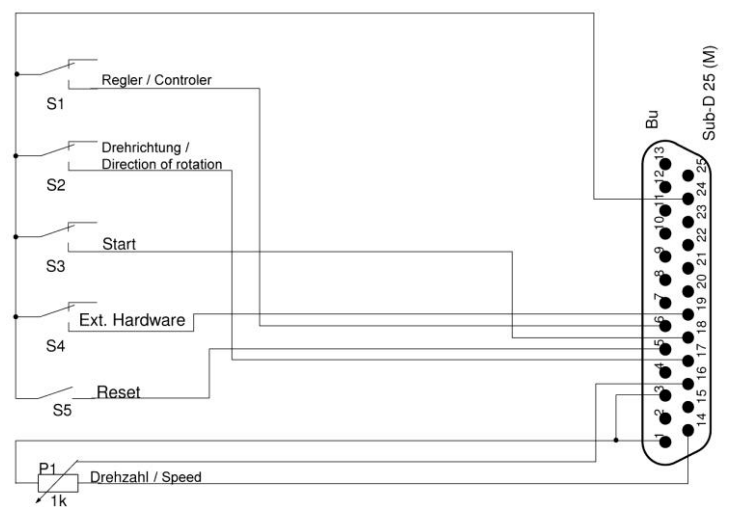 Regler / Controler
S1
Drehrichtung /
Direction of rotation
S2
Start
S3
Ext. Hardware
S4
Reset
S5
P1
Drehzahl / Speed
1k
Bu
Sub-D 25 (M)
13
12
11
10
9
8
7
6
5
4
3
2
1
25
24
23
22
21
20
19
18
17
16
15
14